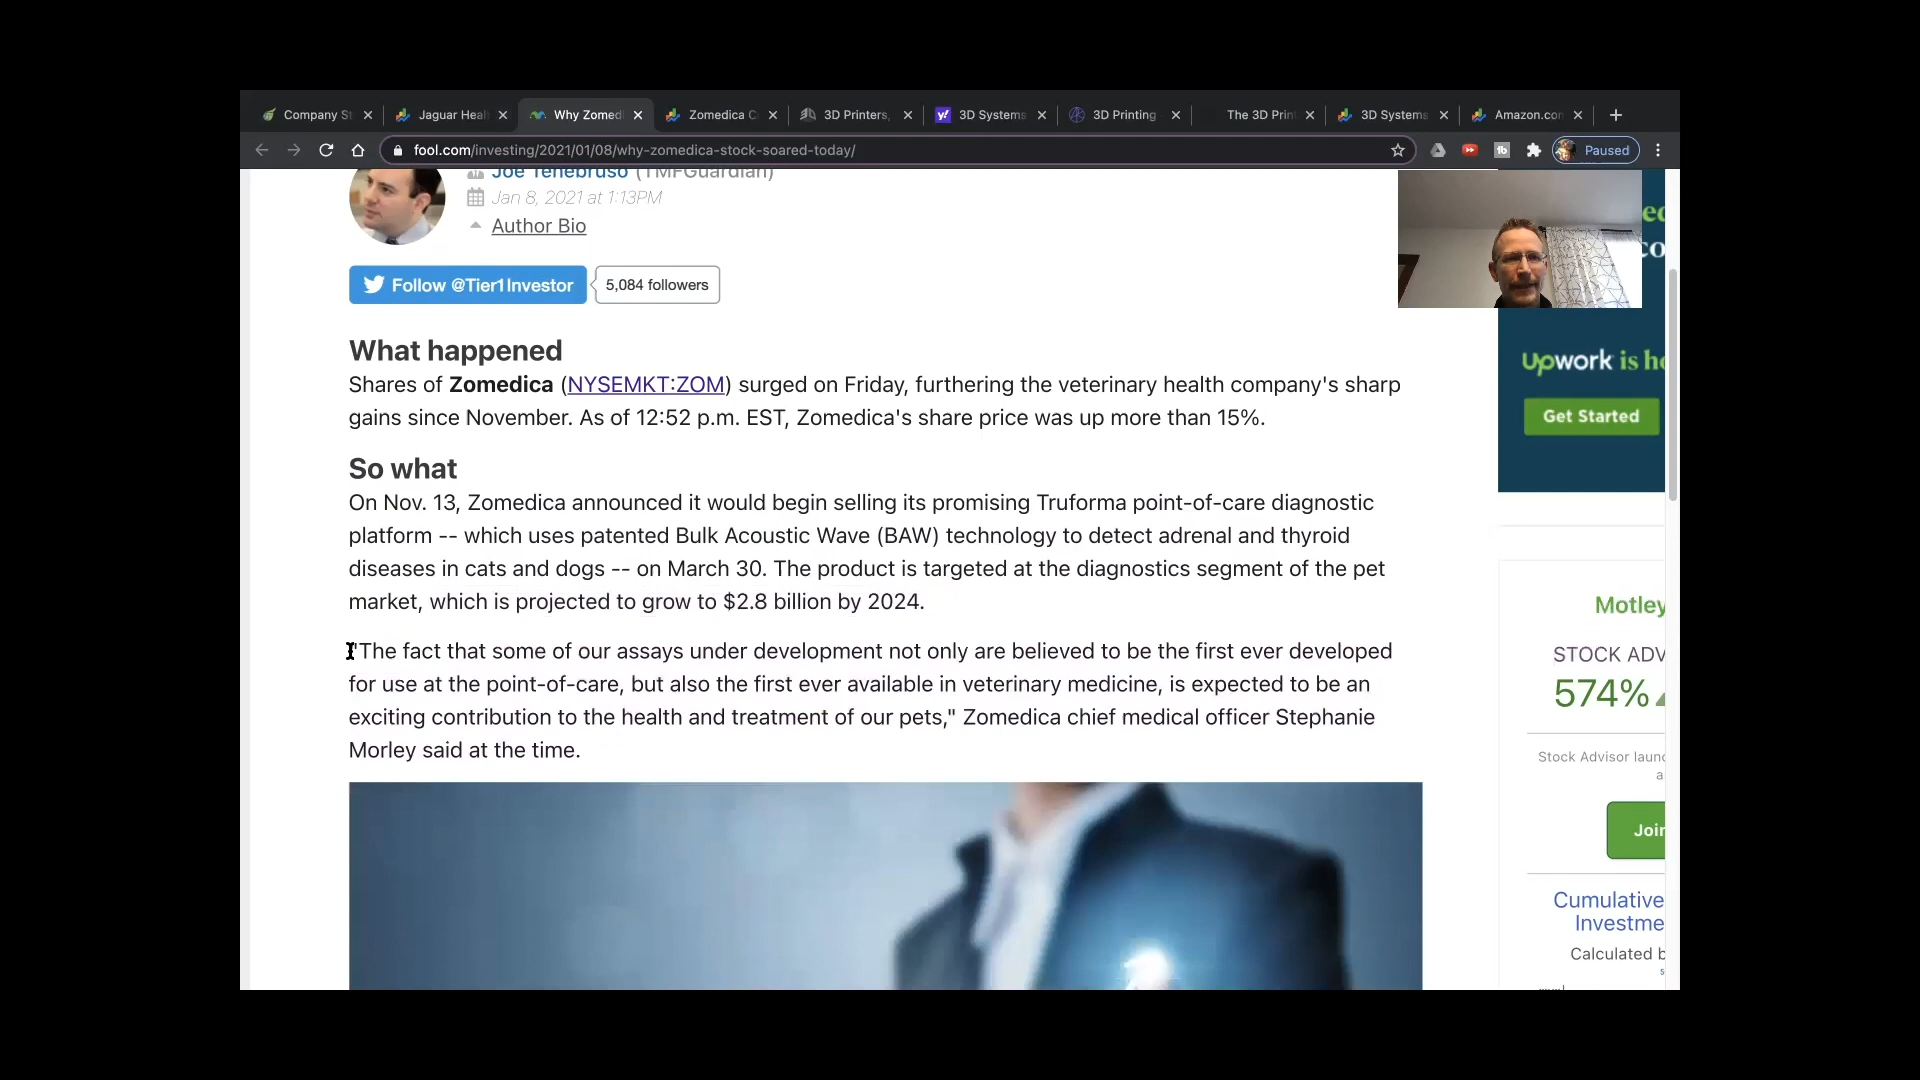 Company St
Jaguar Heal
Why Zomed
Zomedica C
3D Printers,
3D Systems
3D Printing
The 3D Prin
3D Systems
Amazon.con
fool.com/investing/2021/01/08/why-zomedica-stock-soared-today/
Paused
Joe Tenebruso (TMFGuardian)
Jan 8, 2021 at 1:13PM
Author Bio
Follow @Tier1Investor
5,084 followers
What happened
Shares of Zomedica (NYSEMKT:ZOM) surged on Friday, furthering the veterinary health company's sharp
gains since November. As of 12:52 p.m. EST, Zomedica's share price was up more than 15%.
So what
On Nov. 13, Zomedica announced it would begin selling its promising Truforma point-of-care diagnostic
platform -- which uses patented Bulk Acoustic Wave (BAW) technology to detect adrenal and thyroid
diseases in cats and dogs -- on March 30. The product is targeted at the diagnostics segment of the pet
market, which is projected to grow to $2.8 billion by 2024.
"The fact that some of our assays under development not only are believed to be the first ever developed
for use at the point-of-care, but also the first ever available in veterinary medicine, is expected to be an
exciting contribution to the health and treatment of our pets," Zomedica chief medical officer Stephanie
Morley said at the time.
Upwork is h
Get Started
Motley
STOCK ADV
574%
Stock Advisor launc
a
Join
Cumulative
Investme
Calculated b
s